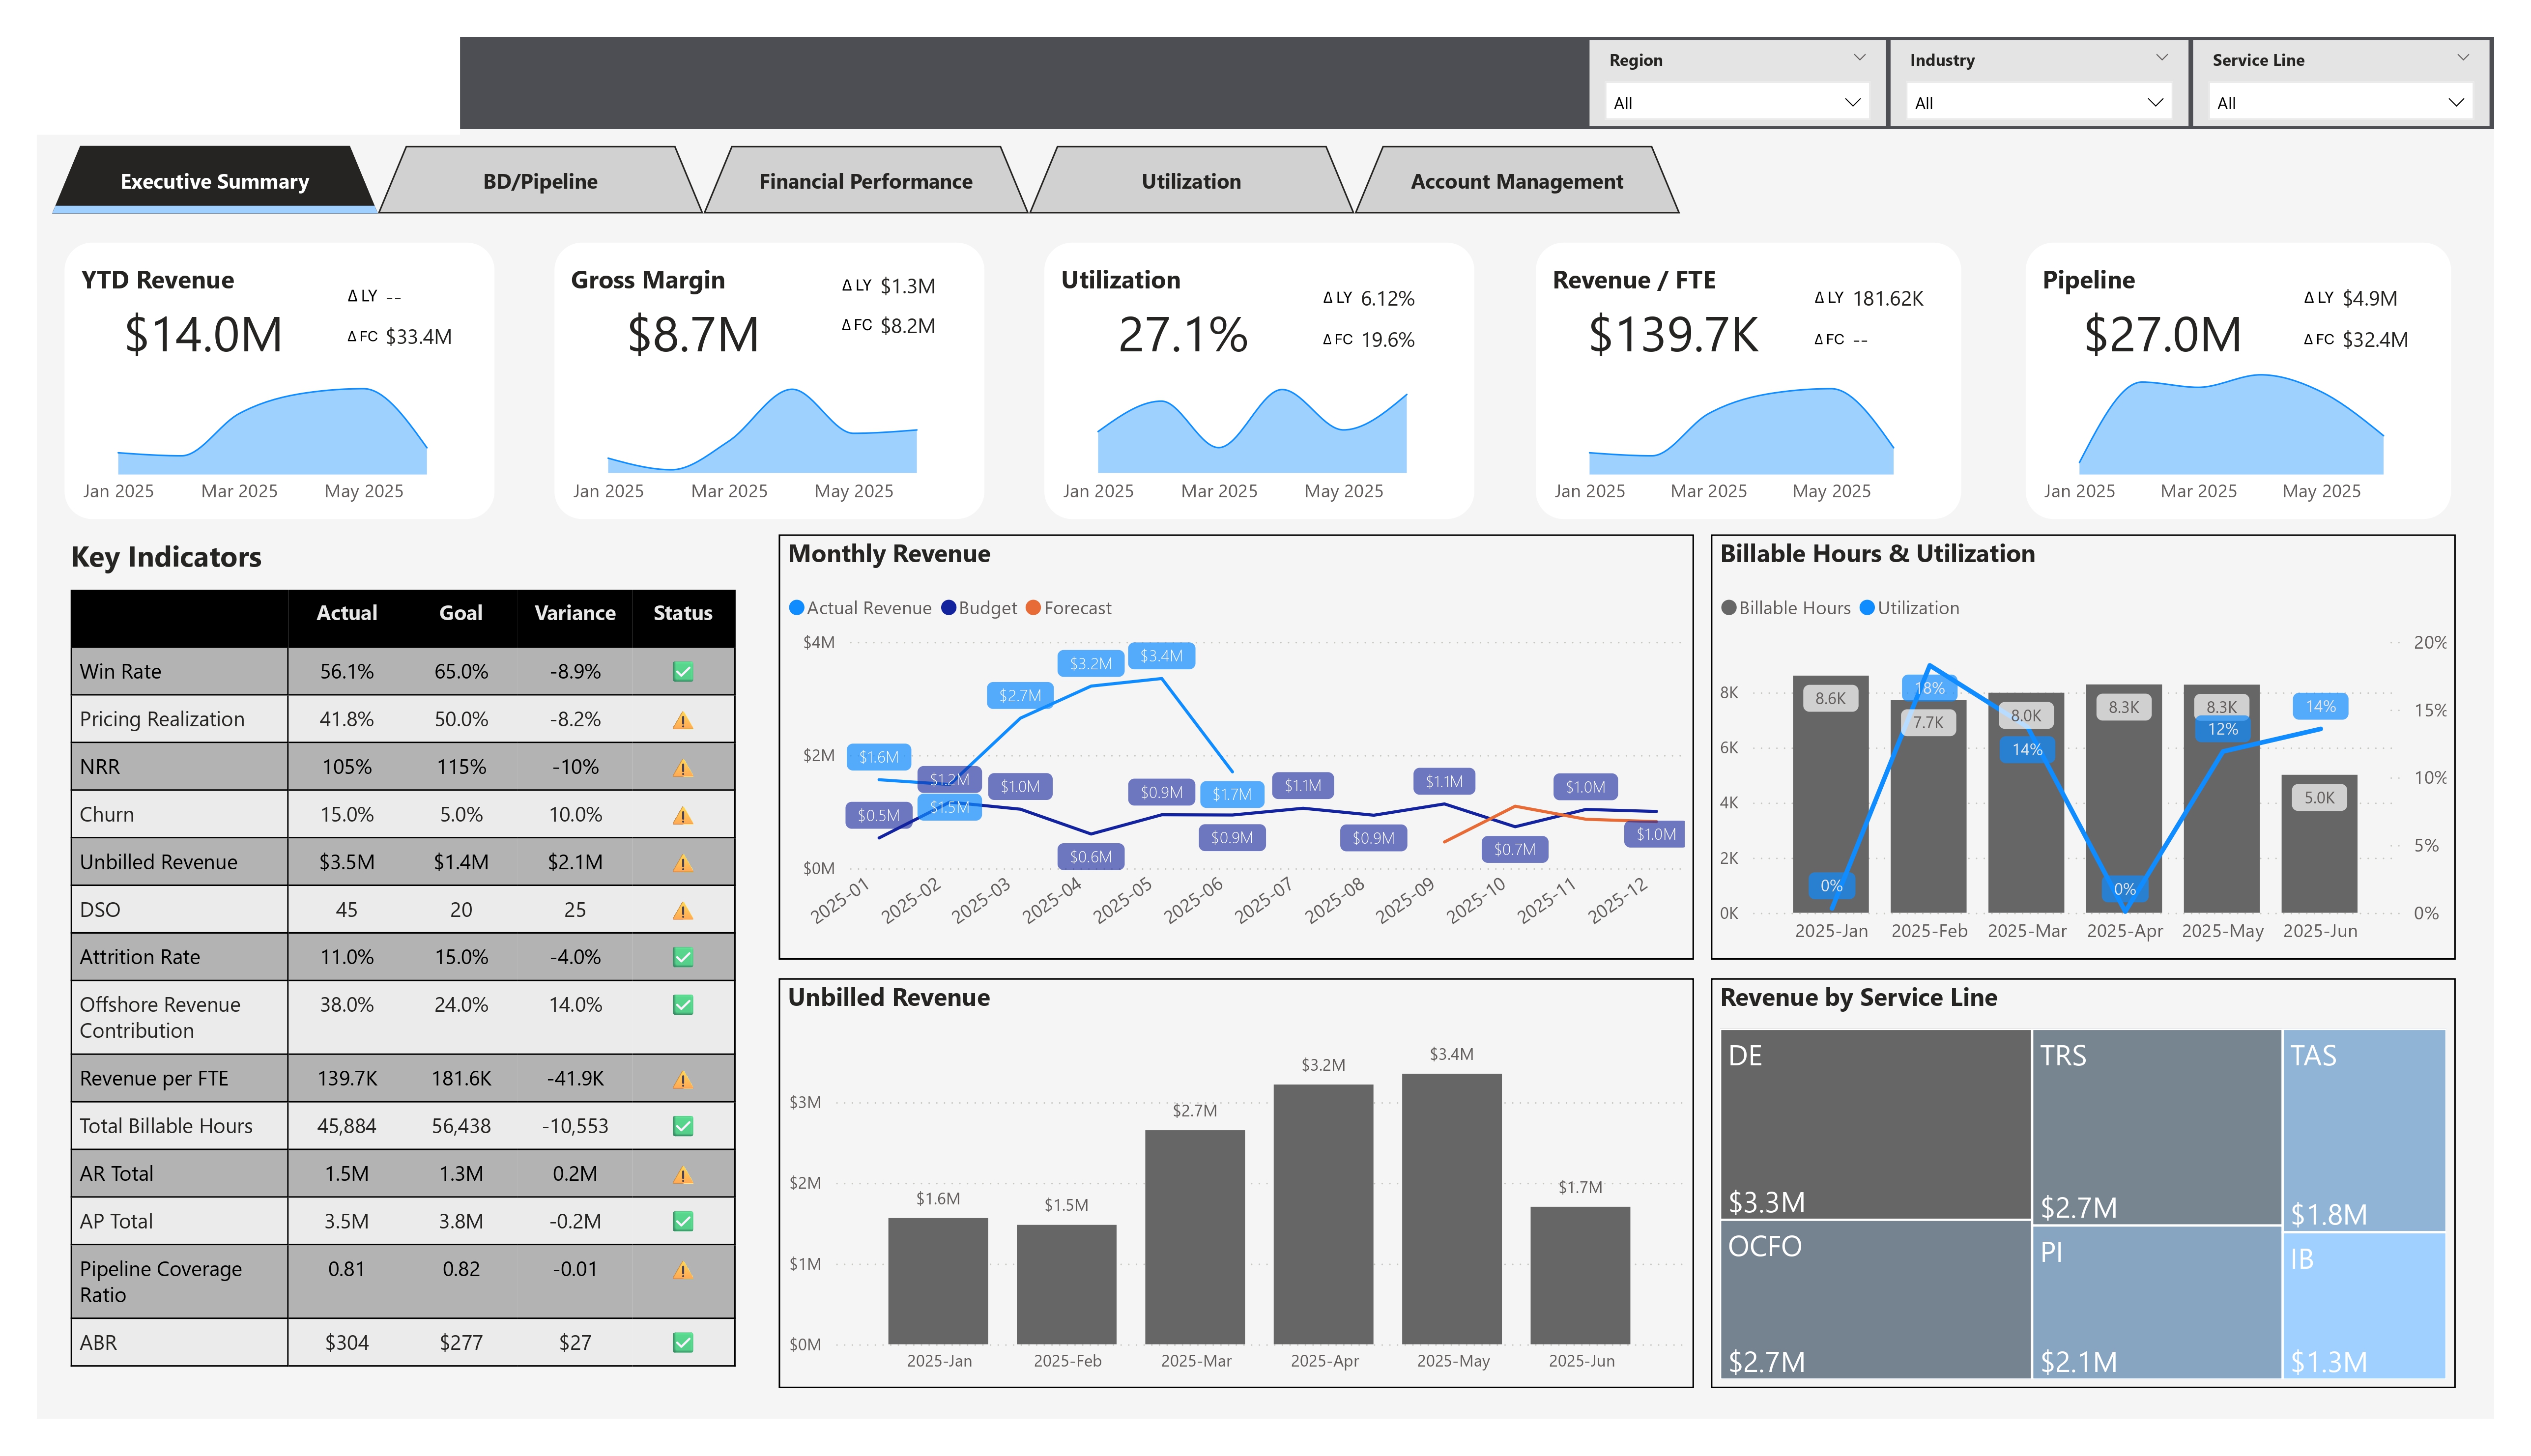 Region
Industry
Service Line
All
All
All
Executive Summary
BD/Pipeline
Financial Performance
Utilization
Account Management
YTD Revenue
$14.0M
Δ LY --
Δ FC $33.4M
Jan 2025 Mar 2025 May 2025
Gross Margin
$8.7M
Δ LY $1.3M
Δ FC $8.2M
Jan 2025 Mar 2025 May 2025
Utilization
27.1%
Δ LY 6.12%
Δ FC 19.6%
Jan 2025 Mar 2025 May 2025
Revenue / FTE
$139.7K
Δ LY 181.62K
Δ FC --
Jan 2025 Mar 2025 May 2025
Pipeline
$27.0M
Δ LY $4.9M
Δ FC $32.4M
Jan 2025 Mar 2025 May 2025
Key Indicators
Actual Goal Variance Status
Win Rate 56.1% 65.0% -8.9%
Pricing Realization 41.8% 50.0% -8.2%
NRR 105% 115% -10%
Churn 15.0% 5.0% 10.0%
Unbilled Revenue $3.5M $1.4M $2.1M
DSO 45 20 25
Attrition Rate 11.0% 15.0% -4.0%
Offshore Revenue 38.0% 24.0% 14.0%
Contribution
Revenue per FTE 139.7K 181.6K -41.9K
Total Billable Hours 45,884 56,438 -10,553
AR Total 1.5M 1.3M 0.2M
AP Total 3.5M 3.8M -0.2M
Pipeline Coverage 0.81 0.82 -0.01
Ratio
ABR $304 $277 $27
Monthly Revenue
Actual Revenue Budget Forecast
$4M
$2M
$0M
$1.6M $1.5M $2.7M $3.2M $3.4M $1.7M
$0.5M $1.2M $1.0M $0.6M $0.9M $0.9M $1.1M $0.9M $1.1M $0.7M $1.0M $1.0M
2025-01 2025-02 2025-03 2025-04 2025-05 2025-06 2025-07 2025-08 2025-09 2025-10 2025-11 2025-12
Billable Hours & Utilization
Billable Hours Utilization
8K
6K
4K
2K
0K
20%
15%
10%
5%
0%
8.6K 7.7K 8.0K 8.3K 8.3K 5.0K
0% 18% 14% 0% 12% 14%
2025-Jan 2025-Feb 2025-Mar 2025-Apr 2025-May 2025-Jun
Unbilled Revenue
$3M
$2M
$1M
$0M
$1.6M $1.5M $2.7M $3.2M $3.4M $1.7M
2025-Jan 2025-Feb 2025-Mar 2025-Apr 2025-May 2025-Jun
Revenue by Service Line
DE
$3.3M
OCFO
$2.7M
TRS
$2.7M
PI
$2.1M
TAS
$1.8M
IB
$1.3M